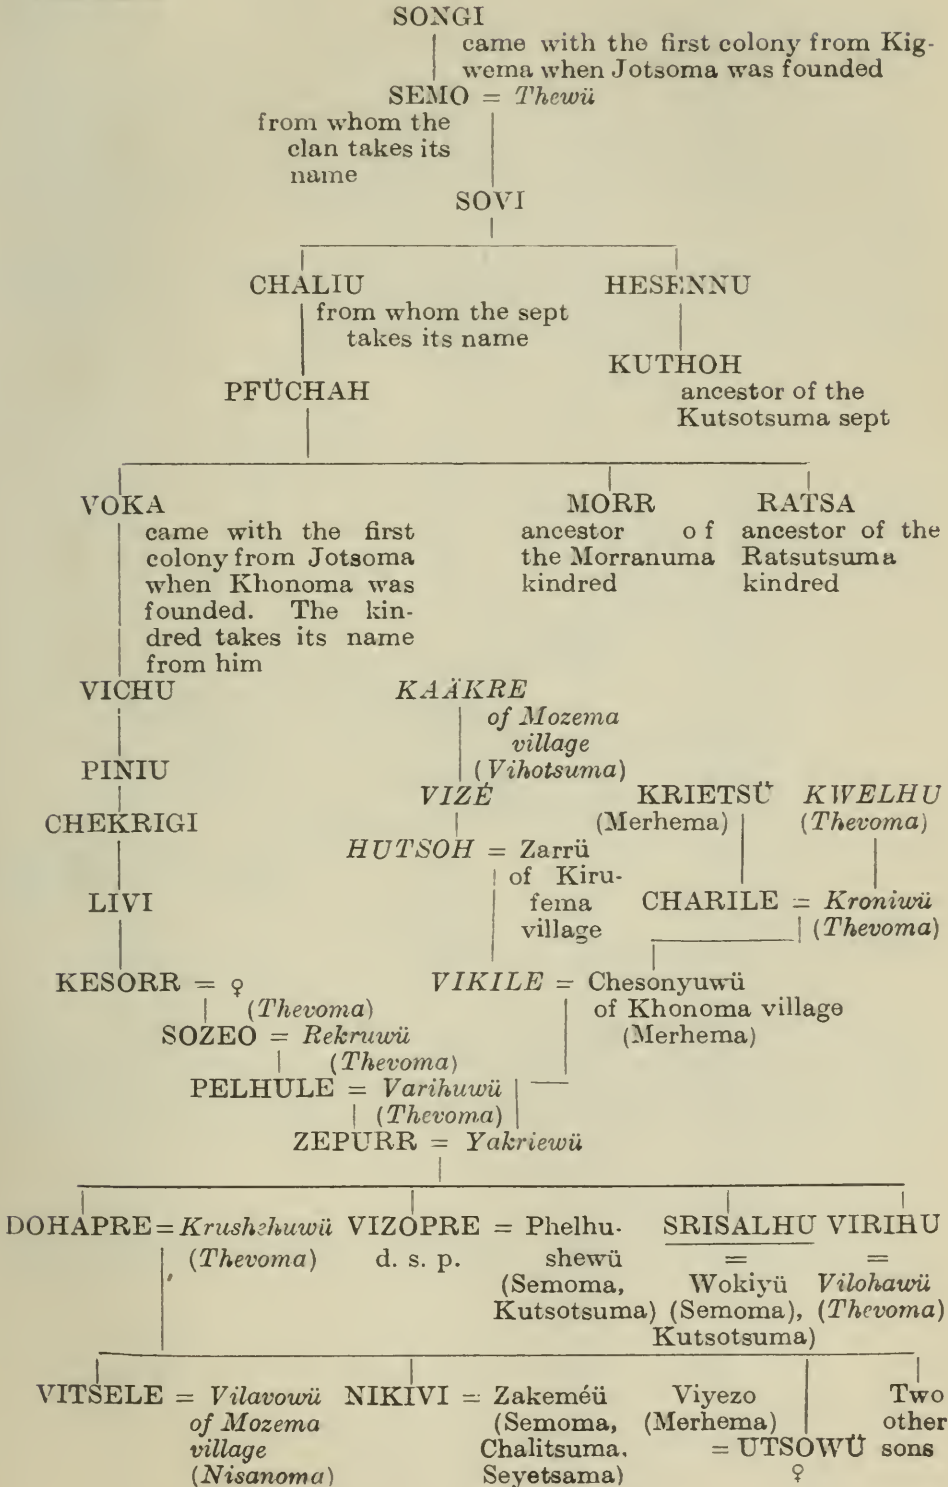 SONGI
came with the first colony from Kig-
wema when Jotsoma was founded
SEMO = Thewü
from whom the
clan takes its
name
SOVI
CHALIU
from whom the sept
takes its name
HESENNU
PFÜCHAH
KUTHOH
ancestor of the
Kutsotsuma sept
VOKA
came with the first
colony from Jotsoma
when Khonoma was
founded. The kin-
dred takes its name
from him
MORR
ancestor of
the Morranuma
kindred
RATSA
ancestor of the
Ratsutsuma
kindred
VICHU
PINIU
CHEKRIGI
LIVI
KAÄKRE
of Mozema
village
(Vihotsuma)
VIZÉ
HUTSOH = Zarrü
of Kiru-
fema
village
KRIETSÜ
(Merhema)
KWELHU
(Thevoma)
CHARILE = Kroniwü
(Thevoma)
KESORR = ♀
(Thevoma)
VIKILE = Chesonyuwü
of Khonoma village
(Merhema)
SOZEO = Rekruwü
(Thevoma)
PELHULE = Varihuwü
(Thevoma)
ZEPURR = Yakriewü
DOHAPRE = Krushehuwü
(Thevoma)
VIZOPRE = Phelhu-
d. s. p. shewü
(Semoma,
Kutsotsuma)
SRISALHU
=
Wokiyü
(Semoma),
Kutsotsuma)
VIRIHU
=
Vilohawü
(Thevoma)
VITSELE = Vilavowü
of Mozema
village
(Nisanoma)
NIKIVI = Zakeméü
(Semoma,
Chalitsuma.
Seyetsama)
Viyezo
(Merhema)
= UTSOWÜ
♀
Two
other
sons